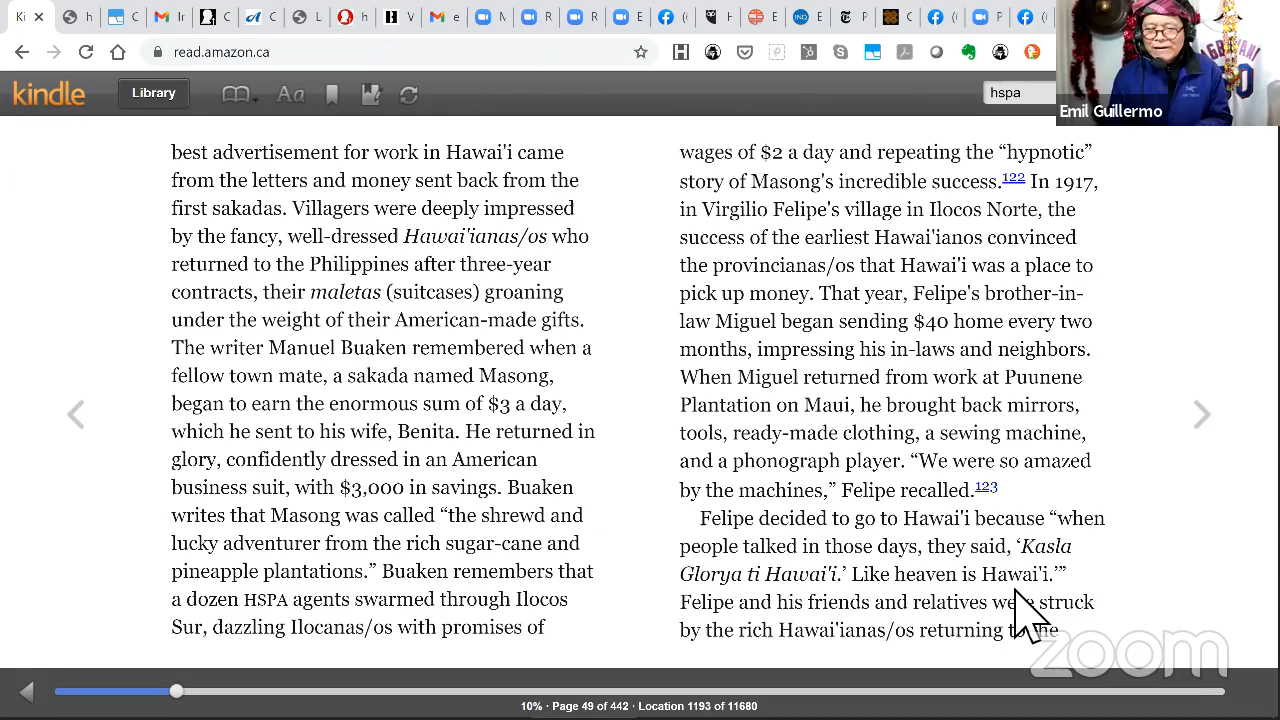 Ki
C
M
Ir
C
C
L
h
V
e
M
R
R
E
(
H
E
INQ
E
P
C
(
P
(
read.amazon.ca
kindle
Library
Aa
hspa
Emil Guillermo
best advertisement for work in Hawai'i came
from the letters and money sent back from the
first sakadas. Villagers were deeply impressed
by the fancy, well-dressed Hawai'ianas/os who
returned to the Philippines after three-year
contracts, their maletas (suitcases) groaning
under the weight of their American-made gifts.
The writer Manuel Buaken remembered when a
fellow town mate, a sakada named Masong,
began to earn the enormous sum of $3 a day,
which he sent to his wife, Benita. He returned in
glory, confidently dressed in an American
business suit, with $3,000 in savings. Buaken
writes that Masong was called “the shrewd and
lucky adventurer from the rich sugar-cane and
pineapple plantations.” Buaken remembers that
a dozen HSPA agents swarmed through Ilocos
Sur, dazzling Ilocanas/os with promises of
wages of $2 a day and repeating the “hypnotic”
story of Masong's incredible success.122 In 1917,
in Virgilio Felipe's village in Ilocos Norte, the
success of the earliest Hawai'ianos convinced
the provincianas/os that Hawai'i was a place to
pick up money. That year, Felipe's brother-in-
law Miguel began sending $40 home every two
months, impressing his in-laws and neighbors.
When Miguel returned from work at Puunene
Plantation on Maui, he brought back mirrors,
tools, ready-made clothing, a sewing machine,
and a phonograph player. “We were so amazed
by the machines,” Felipe recalled.123
Felipe decided to go to Hawai'i because “when
people talked in those days, they said, ‘Kasla
Glorya ti Hawai'i.’ Like heaven is Hawai'i.’”
Felipe and his friends and relatives were struck
by the rich Hawai'ianas/os returning
zoom
10% · Page 49 of 442 · Location 1193 of 11680